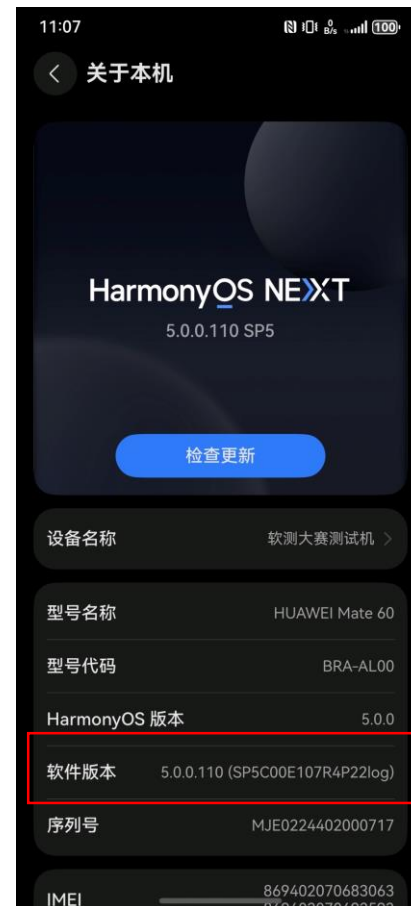 11:07 0 B/s 100
关于本机
HarmonyOS NEXT
5.0.0.110 SP5
检查更新
设备名称 软测大赛测试机
型号名称 HUAWEI Mate 60
型号代码 BRA-AL00
HarmonyOS 版本 5.0.0
软件版本 5.0.0.110 (SP5C00E107R4P22log)
序列号 MJE0224402000717
IMEI 869402070683063